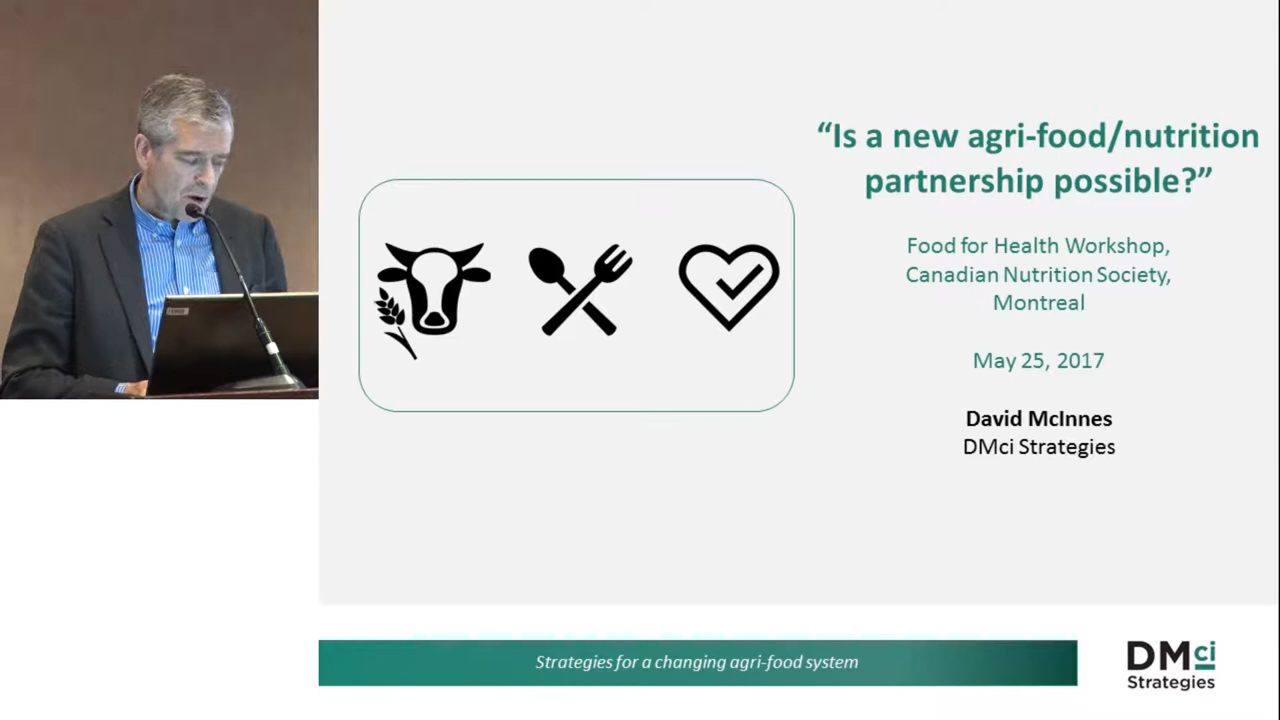 “Is a new agri-food/nutrition
partnership possible?”
Food for Health Workshop,
Canadian Nutrition Society,
Montreal
May 25, 2017
David McInnes
DMci Strategies
Strategies for a changing agri-food system
DMci
Strategies